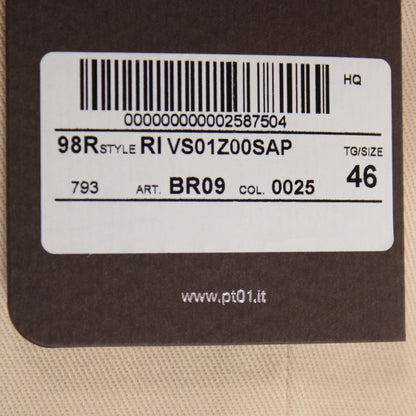 HQ
000000000002587504
98R STYLE RI VS01Z00SAP TG/SIZE
793 ART. BR09 COL. 0025 46
www.pt01.it